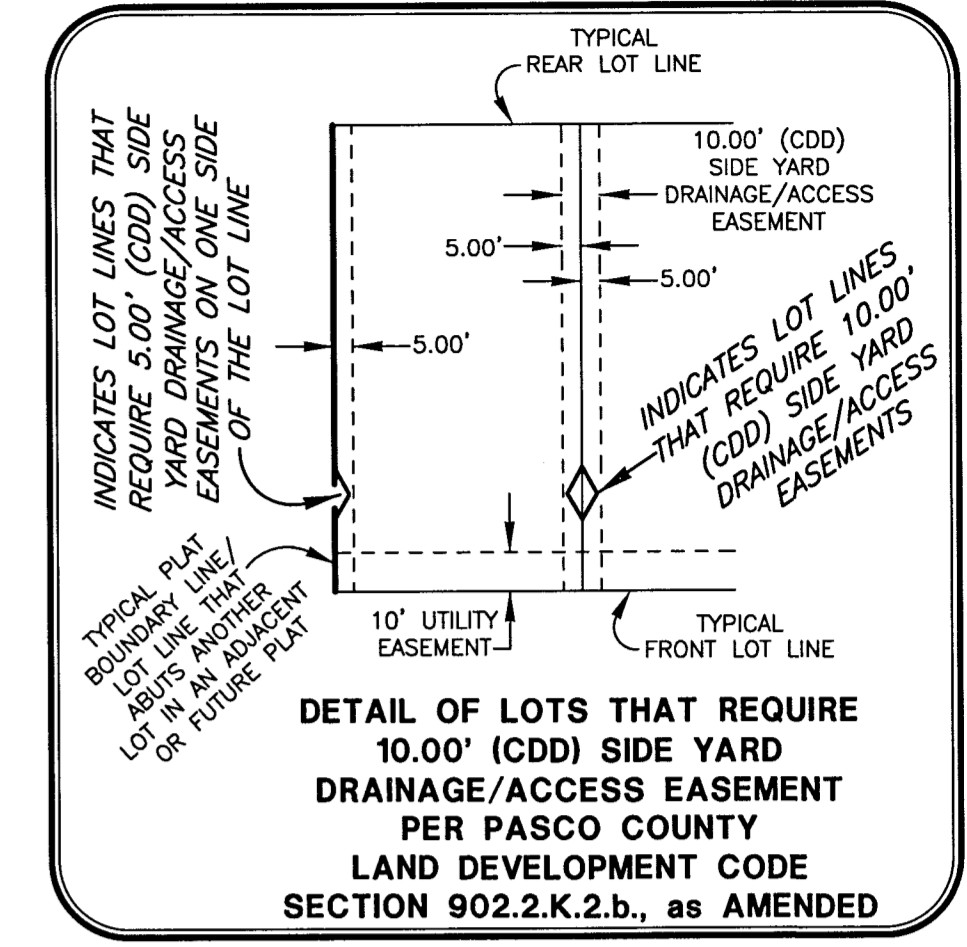 TYPICAL
REAR LOT LINE
INDICATES LOT LINES THAT
REQUIRE 5.00' (CDD) SIDE
YARD DRAINAGE/ACCESS
EASEMENTS ON ONE SIDE
OF THE LOT LINE
10.00' (CDD)
SIDE YARD
DRAINAGE/ACCESS
EASEMENT
5.00'
5.00'
5.00'
INDICATES LOT LINES
THAT REQUIRE 10.00'
(CDD) SIDE YARD
DRAINAGE/ACCESS
EASEMENTS
TYPICAL PLAT
BOUNDARY LINE/
LOT LINE THAT
ABUTS ANOTHER
LOT IN AN ADJACENT
OR FUTURE PLAT
10' UTILITY
EASEMENT
TYPICAL
FRONT LOT LINE
DETAIL OF LOTS THAT REQUIRE
10.00' (CDD) SIDE YARD
DRAINAGE/ACCESS EASEMENT
PER PASCO COUNTY
LAND DEVELOPMENT CODE
SECTION 902.2.K.2.b., as AMENDED